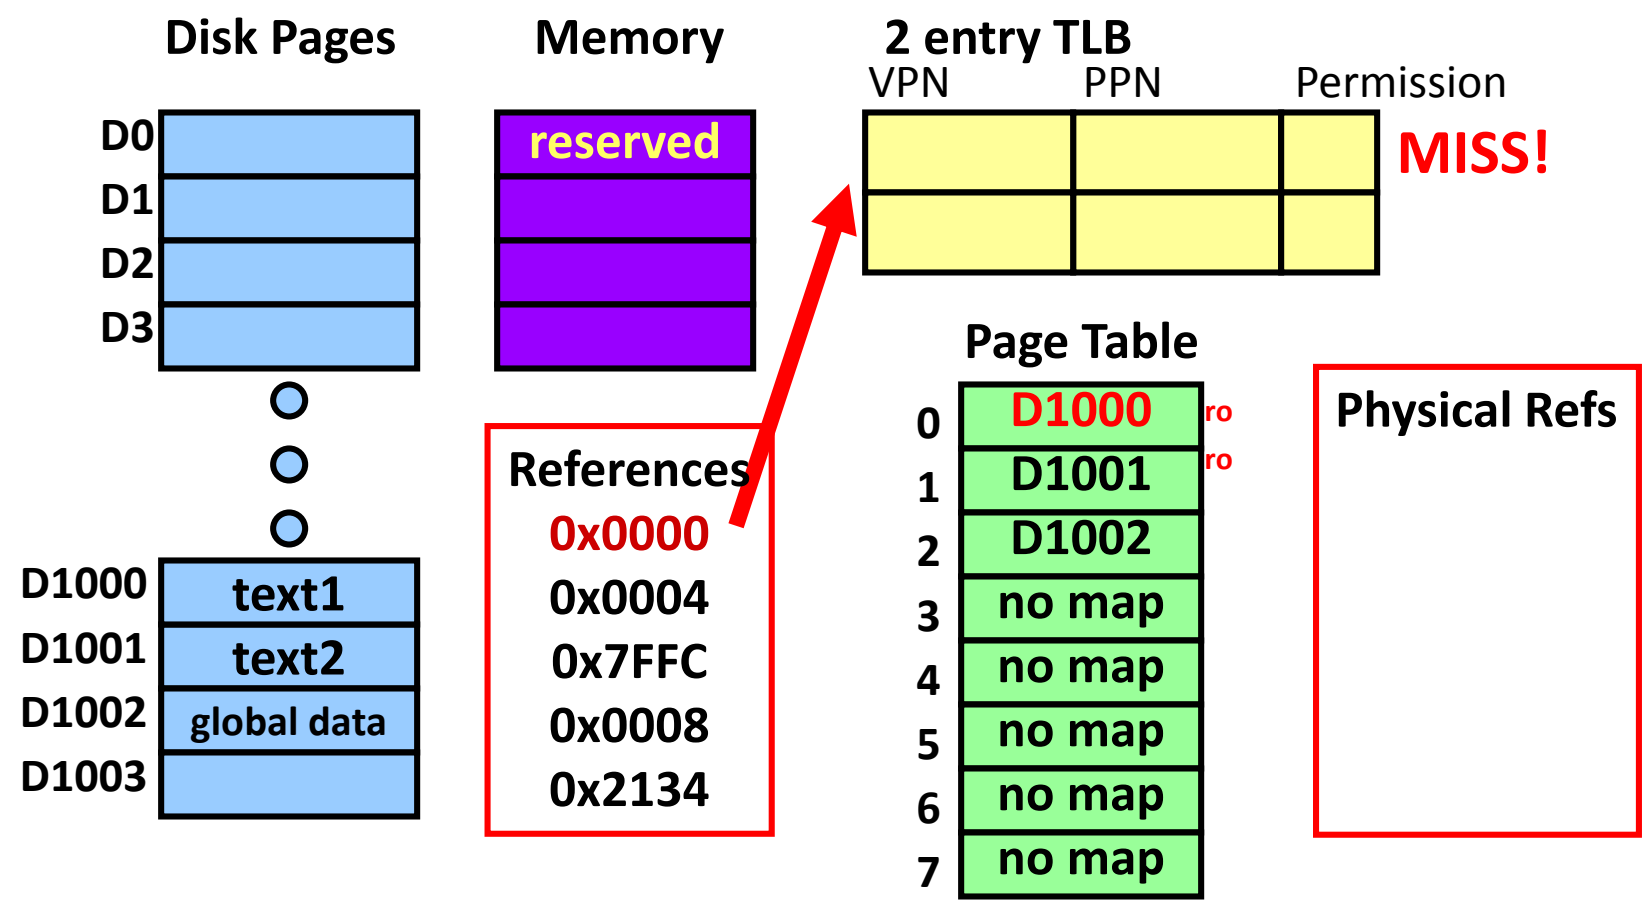 Disk Pages
Memory
2 entry TLB
VPN PPN Permission
D0
D1
D2
D3
reserved
MISS!
D1000 text1
D1001 text2
D1002 global data
D1003
References
0x0000
0x0004
0x7FFC
0x0008
0x2134
Page Table
0 D1000 ro
1 D1001 ro
2 D1002
3 no map
4 no map
5 no map
6 no map
7 no map
Physical Refs